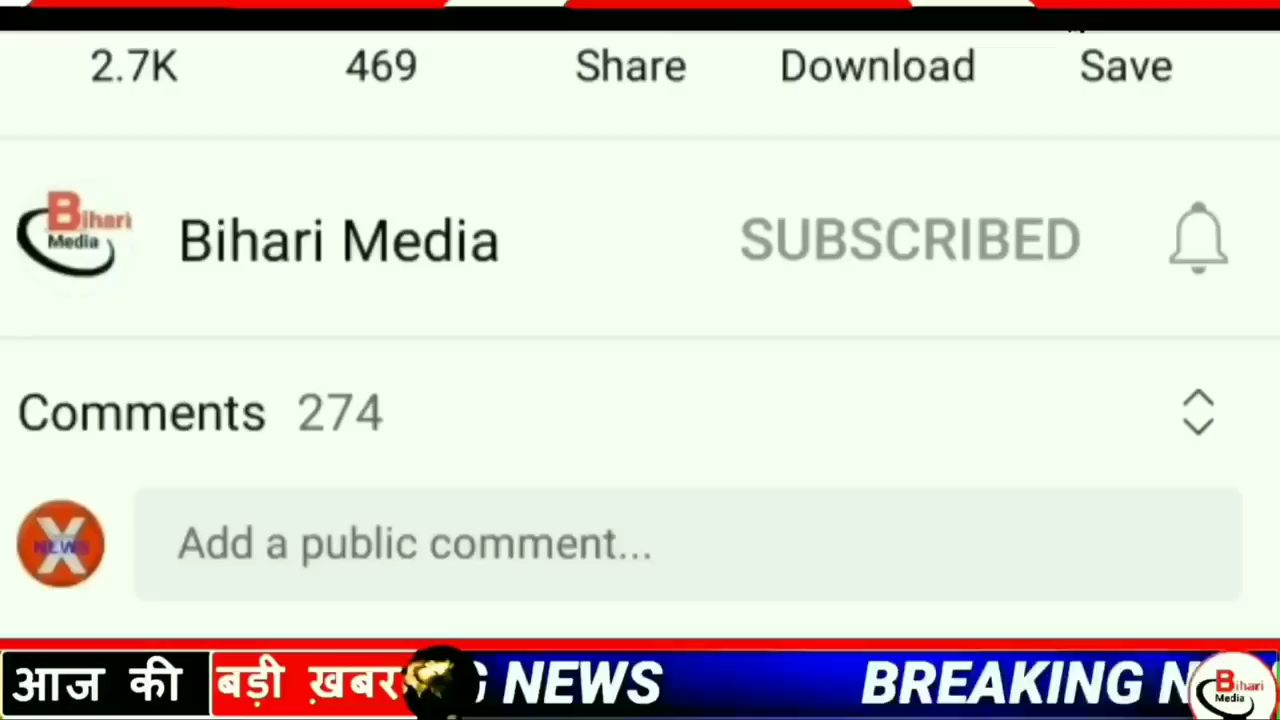 2.7K 469 Share Download Save
Bihari Media
Bihari Media SUBSCRIBED
Comments 274
NEWS X Add a public comment...
आज की बड़ी ख़बर G NEWS BREAKING N
Bihari Media